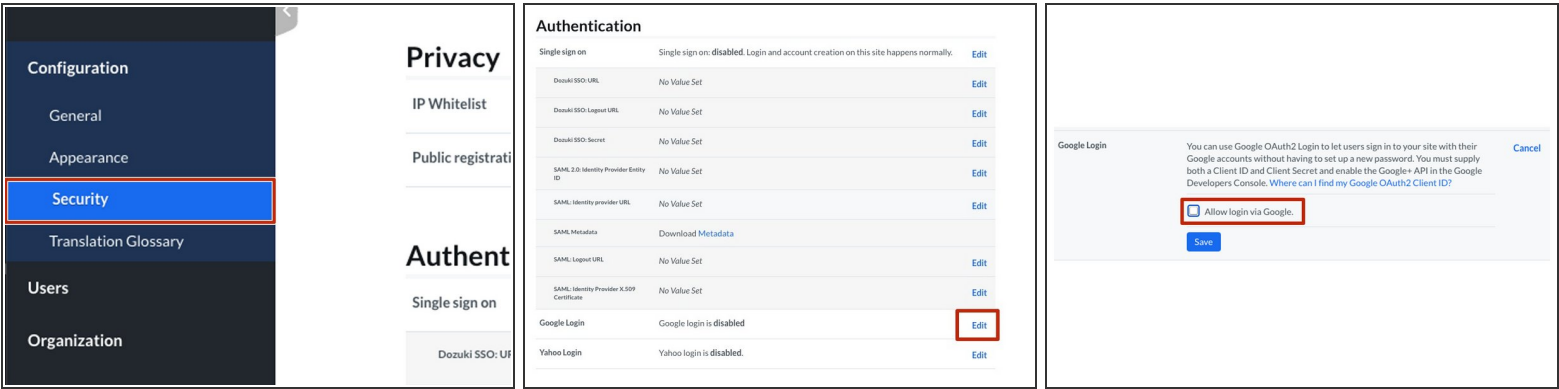 Configuration
General
Appearance
Security
Translation Glossary
Users
Organization
Privacy
IP Whitelist
Public registrati
Authent
Single sign on
Dozuki SSO: UR
Authentication
Single sign on Single sign on: disabled. Login and account creation on this site happens normally. Edit
Dozuki SSO: URL No Value Set Edit
Dozuki SSO: Logout URL No Value Set Edit
Dozuki SSO: Secret No Value Set Edit
SAML 2.0: Identity Provider Entity No Value Set Edit
ID
SAML: Identity provider URL No Value Set Edit
SAML Metadata Download Metadata
SAML: Logout URL No Value Set Edit
SAML: Identity Provider X.509 No Value Set Edit
Certificate
Google Login Google login is disabled Edit
Yahoo Login Yahoo login is disabled. Edit
Google Login You can use Google OAuth2 Login to let users sign in to your site with their Cancel
Google accounts without having to set up a new password. You must supply
both a Client ID and Client Secret and enable the Google+ API in the Google
Developers Console. Where can I find my Google OAuth2 Client ID?
Allow login via Google.
Save